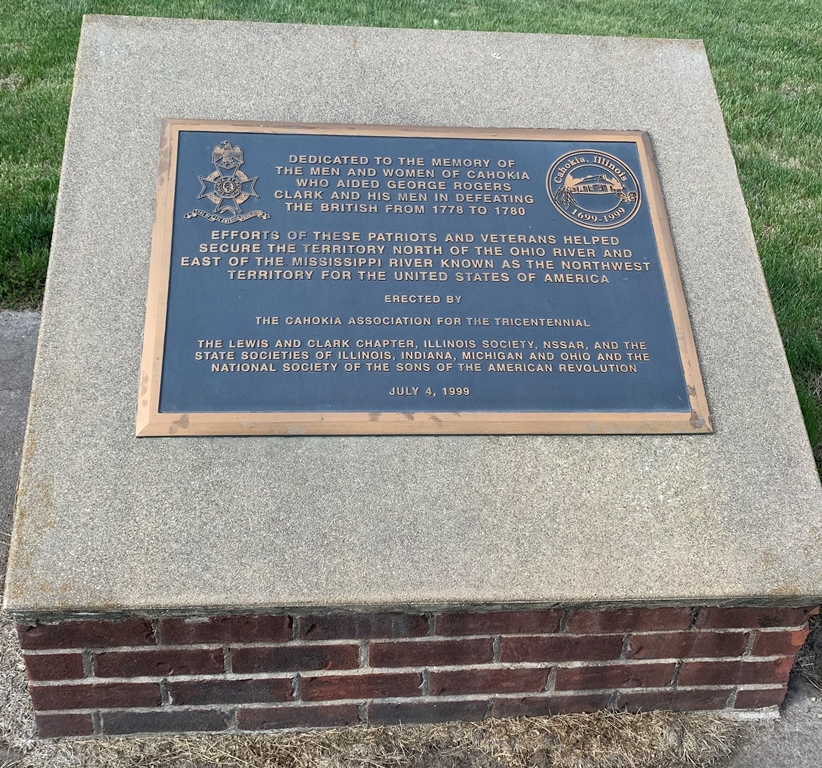 DEDICATED TO THE MEMORY OF
THE MEN AND WOMEN OF CAHOKIA
WHO AIDED GEORGE ROGERS
CLARK AND HIS MEN IN DEFEATING
THE BRITISH FROM 1778 TO 1780
Cahokia, Illinois
1699-1999
EFFORTS OF THESE PATRIOTS AND VETERANS HELPED
SECURE THE TERRITORY NORTH OF THE OHIO RIVER AND
EAST OF THE MISSISSIPPI RIVER KNOWN AS THE NORTHWEST
TERRITORY FOR THE UNITED STATES OF AMERICA
ERECTED BY
THE CAHOKIA ASSOCIATION FOR THE TRICENTENNIAL
THE LEWIS AND CLARK CHAPTER, ILLINOIS SOCIETY, NSSAR, AND THE
STATE SOCIETIES OF ILLINOIS, INDIANA, MICHIGAN AND OHIO AND THE
NATIONAL SOCIETY OF THE SONS OF THE AMERICAN REVOLUTION
JULY 4, 1999